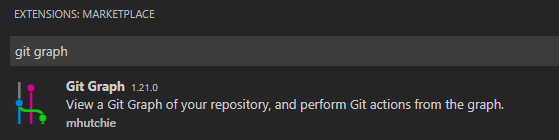 EXTENSIONS: MARKETPLACE
git graph
Git Graph 1.21.0
View a Git Graph of your repository, and perform Git actions from the graph.
mhutchie